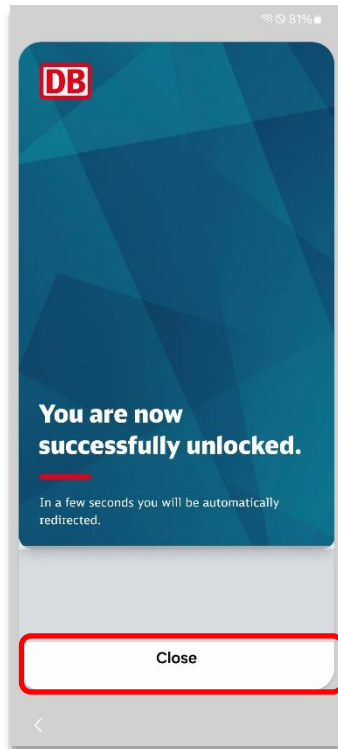 81%
DB
You are now
successfully unlocked.
In a few seconds you will be automatically
redirected.
Close